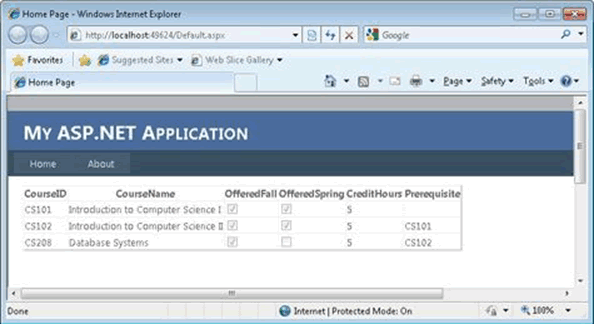 Home Page - Windows Internet Explorer
http://localhost:49624/Default.aspx
Google
Favorites Suggested Sites Web Slice Gallery
Home Page Page Safety Tools
My ASP.NET Application
Home About
CourseID CourseName OfferedFall OfferedSpring CreditHours Prerequisite
CS101 Introduction to Computer Science I 5
CS102 Introduction to Computer Science II 5 CS101
CS208 Database Systems 5 CS102
Done Internet | Protected Mode: On 100%